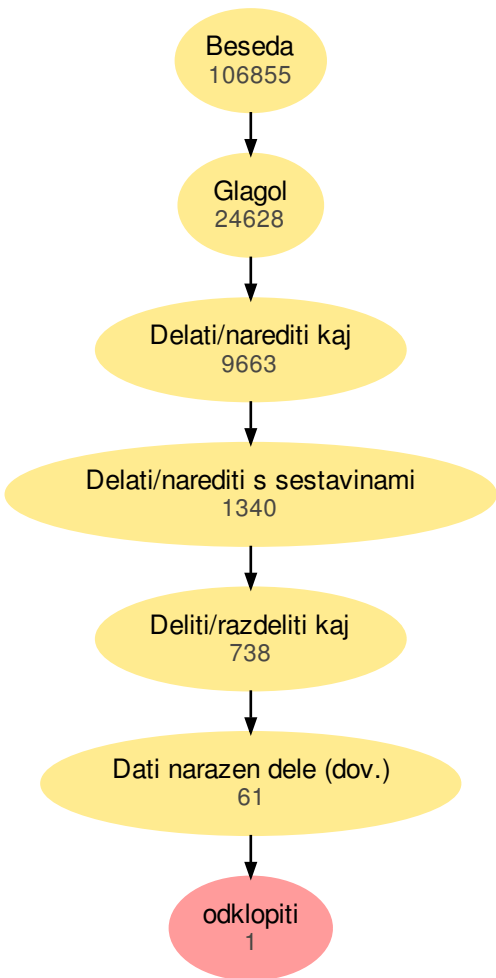 Beseda
106855
Glagol
24628
Delati/narediti kaj
9663
Delati/narediti s sestavinami
1340
Deliti/razdeliti kaj
738
Dati narazen dele (dov.)
61
odklopiti
1